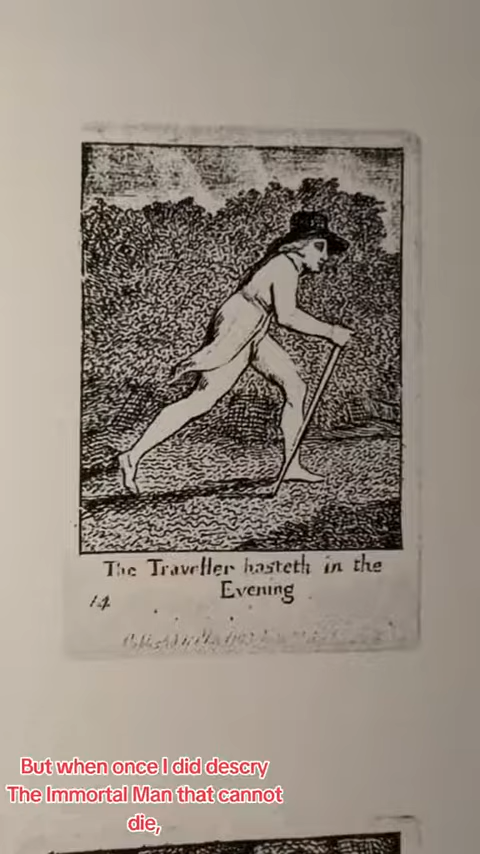 The Traveller hasteth in the
Evening
14
But when once I did descry
The Immortal Man that cannot
die,